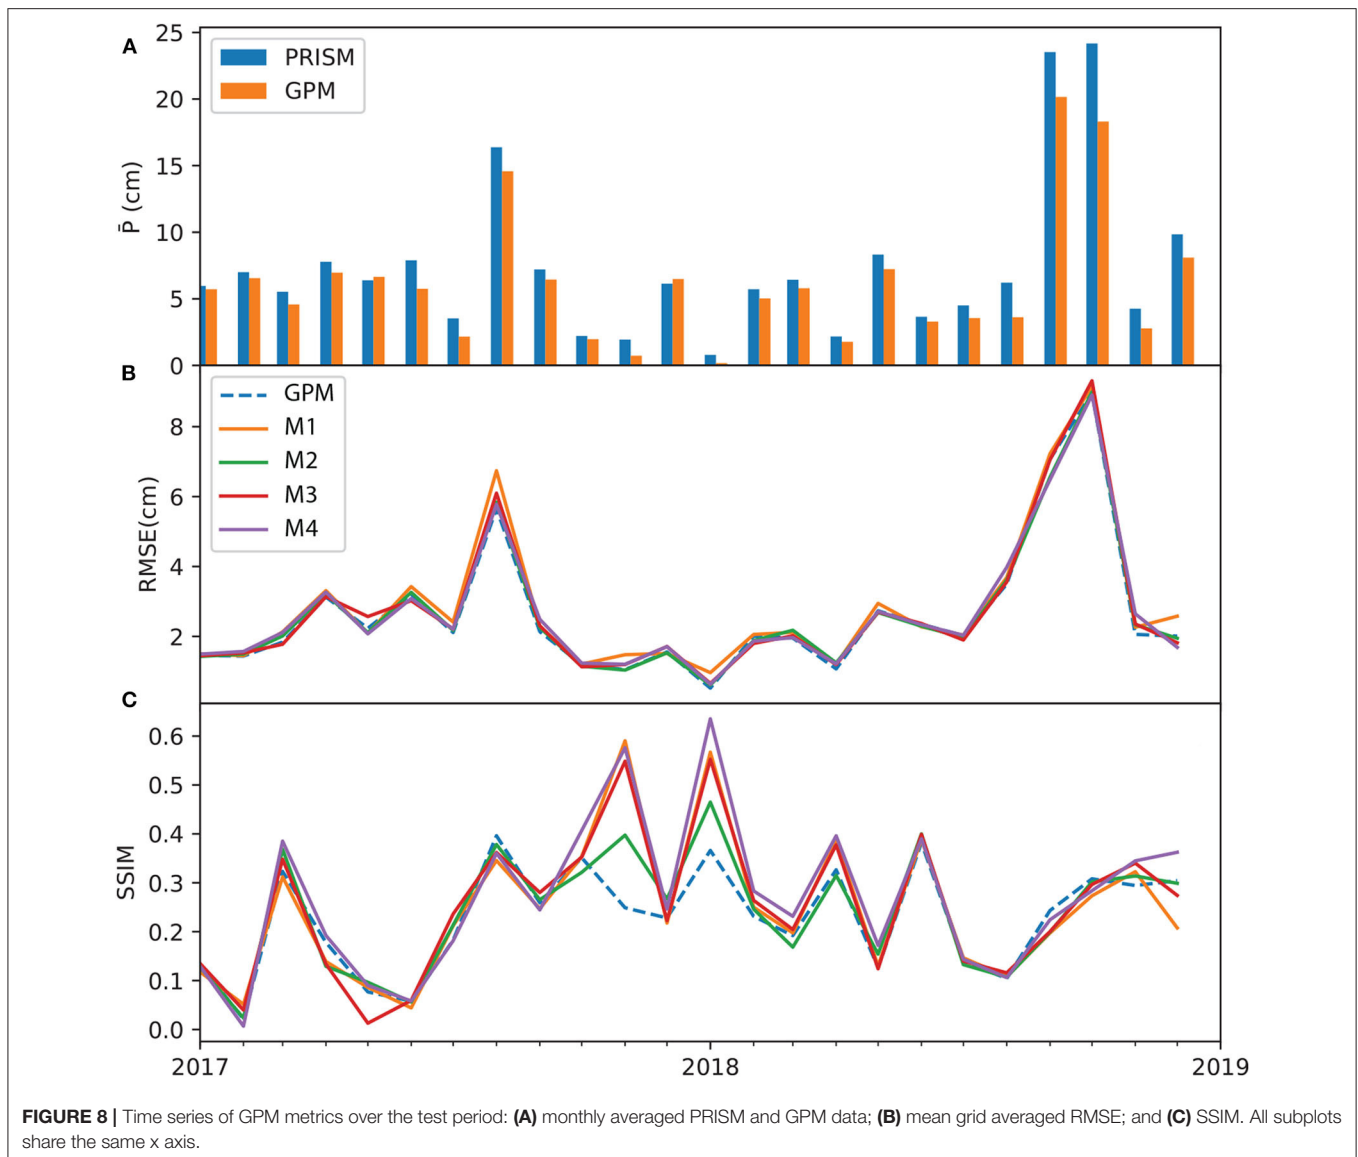 A
25
20
15
10
5
0
P̄ (cm)
PRISM
GPM
B
8
6
4
2
RMSE(cm)
GPM
M1
M2
M3
M4
C
0.6
0.5
0.4
0.3
0.2
0.1
0.0
SSIM
2017
2018
2019
FIGURE 8 | Time series of GPM metrics over the test period: (A) monthly averaged PRISM and GPM data; (B) mean grid averaged RMSE; and (C) SSIM. All subplots
share the same x axis.